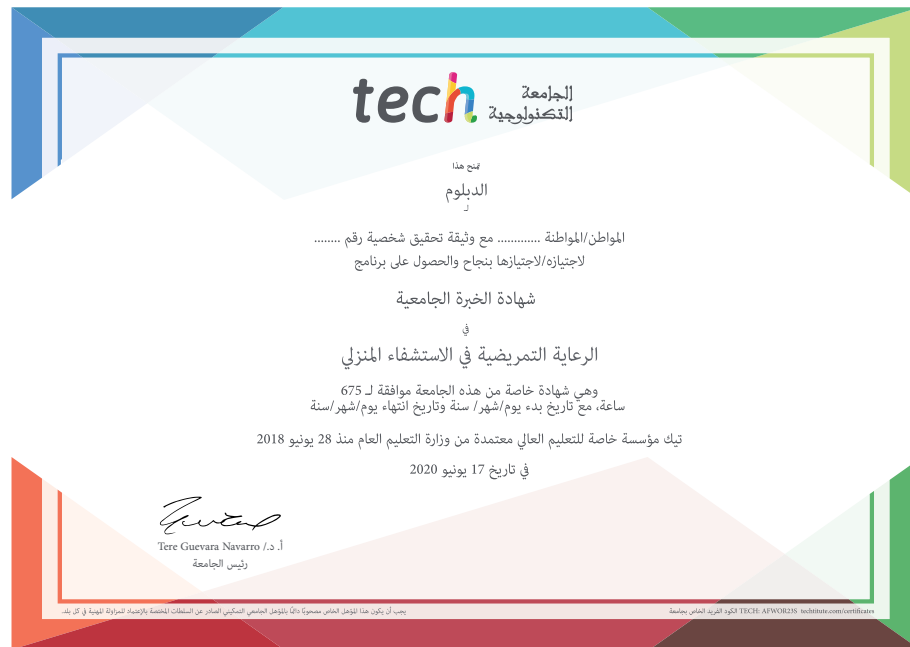 tech الجامعة
التكنولوجية
تمنح هذا
الدبلوم
لـ
المواطن/المواطنة ............. مع وثيقة تحقيق شخصية رقم ........
لاجتيازه/لاجتيازها بنجاح والحصول على برنامج
شهادة الخبرة الجامعية
في
الرعاية التمريضية في الاستشفاء المنزلي
وهي شهادة خاصة من هذه الجامعة موافقة لـ 675
ساعة، مع تاريخ بدء يوم/شهر/ سنة وتاريخ انتهاء يوم/شهر/سنة
تيك مؤسسة خاصة للتعليم العالي معتمدة من وزارة التعليم العام منذ 28 يونيو 2018
في تاريخ 17 يونيو 2020
أ. د./ Tere Guevara Navarro
رئيس الجامعة
يجب أن يكون هذا المؤهل الخاص مصحوبًا دائمًا بالمؤهل الجامعي التمكيني الصادر عن السلطات المختصة بالإعتماد للمزاولة المهنية في كل بلد.
الكود الفريد الخاص بجامعة TECH: AFWOR23S techtitute.com/certificates